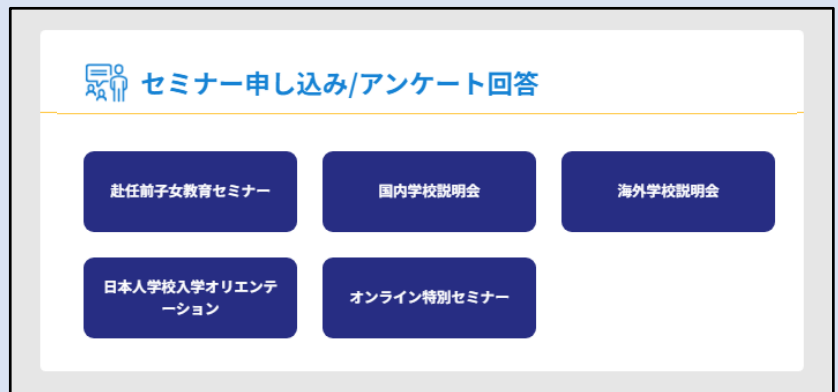 セミナー申し込み/アンケート回答
赴任前子女教育セミナー
国内学校説明会
海外学校説明会
日本人学校入学オリエンテ
ーション
オンライン特別セミナー